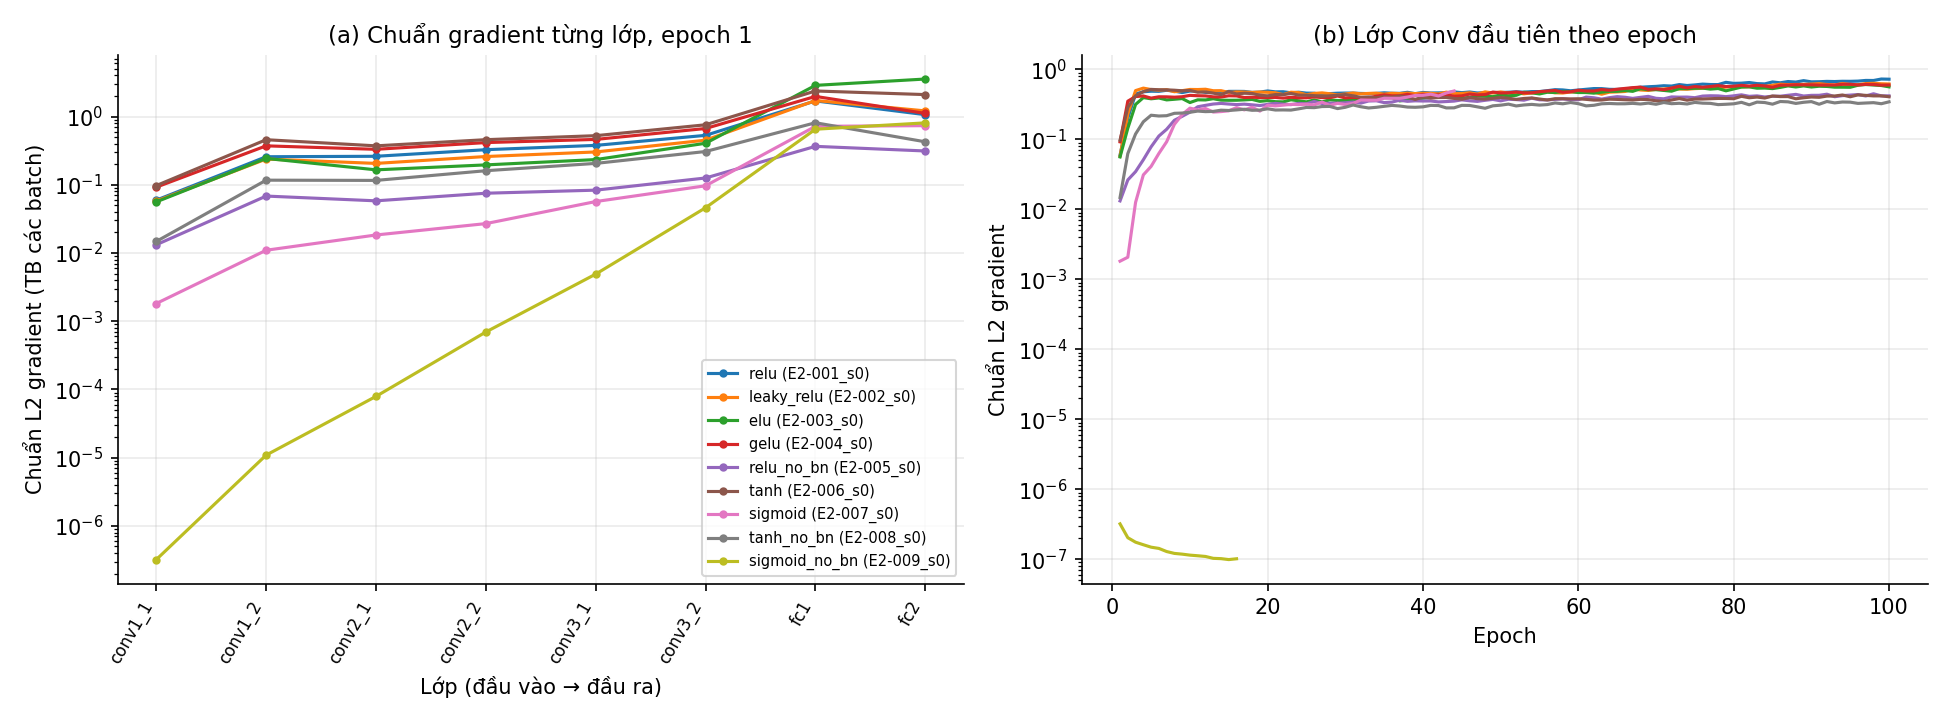 (a) Chuẩn gradient từng lớp, epoch 1
Chuẩn L2 gradient (TB các batch)
10⁰
10⁻¹
10⁻²
10⁻³
10⁻⁴
10⁻⁵
10⁻⁶
relu (E2-001_s0)
leaky_relu (E2-002_s0)
elu (E2-003_s0)
gelu (E2-004_s0)
relu_no_bn (E2-005_s0)
tanh (E2-006_s0)
sigmoid (E2-007_s0)
tanh_no_bn (E2-008_s0)
sigmoid_no_bn (E2-009_s0)
conv1_1
conv1_2
conv2_1
conv2_2
conv3_1
conv3_2
fc1
fc2
Lớp (đầu vào → đầu ra)
(b) Lớp Conv đầu tiên theo epoch
Chuẩn L2 gradient
10⁰
10⁻¹
10⁻²
10⁻³
10⁻⁴
10⁻⁵
10⁻⁶
10⁻⁷
0 20 40 60 80 100
Epoch